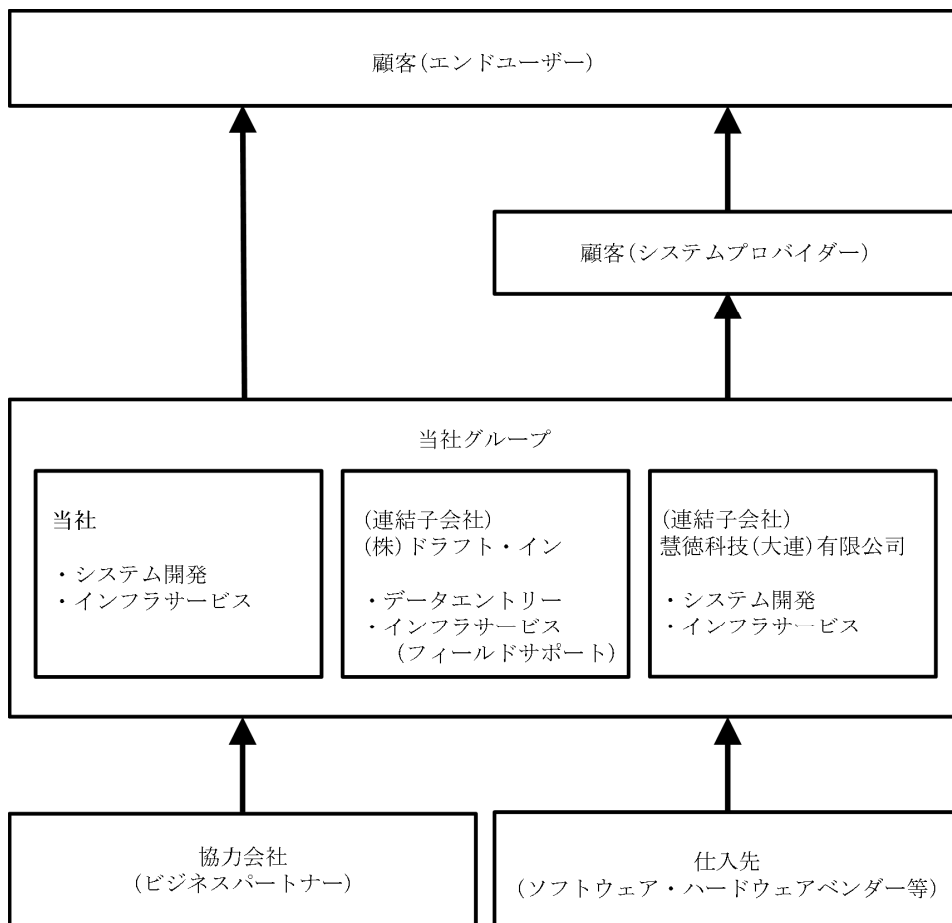 顧客(エンドユーザー)
顧客(システムプロバイダー)
当社グループ
当社
・システム開発
・インフラサービス
(連結子会社)
(株)ドラフト・イン
・データエントリー
・インフラサービス
(フィールドサポート)
(連結子会社)
慧徳科技(大連)有限公司
・システム開発
・インフラサービス
協力会社
(ビジネスパートナー)
仕入先
(ソフトウェア・ハードウェアベンダー等)